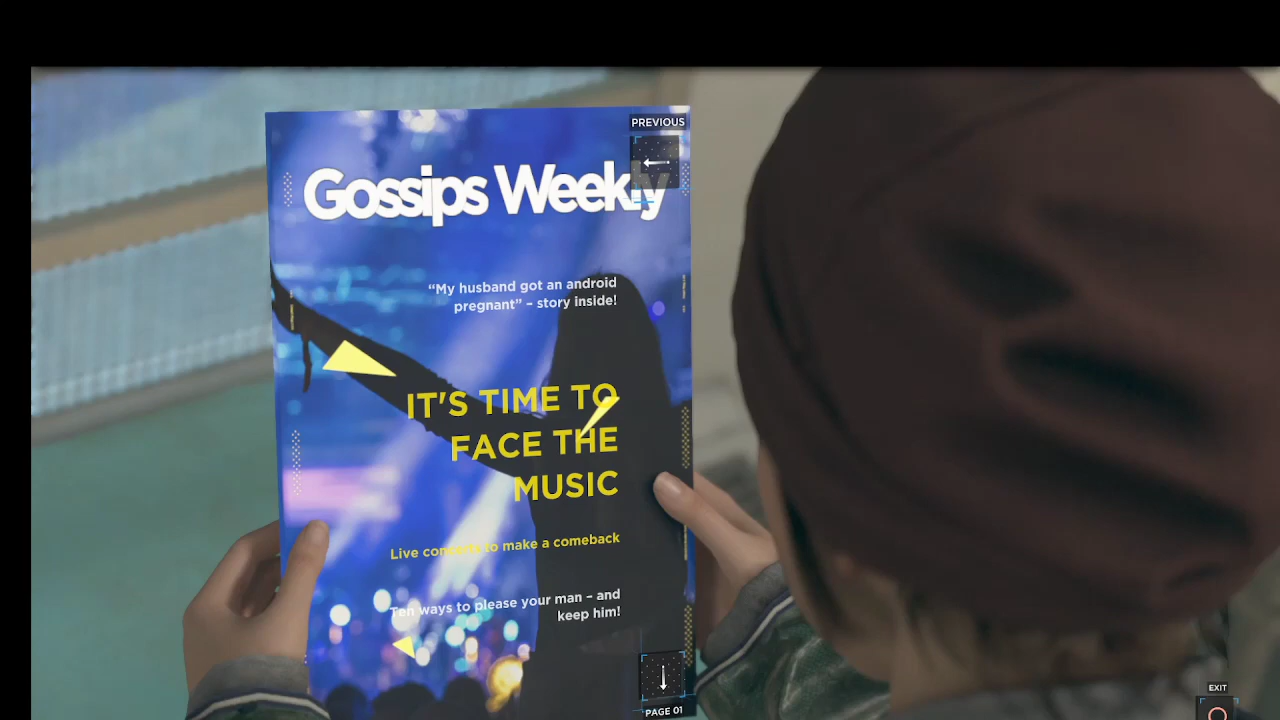 PREVIOUS
Gossips Weekly
“My husband got an android
pregnant” – story inside!
IT'S TIME TO
FACE THE
MUSIC
Live concerts to make a comeback
Ten ways to please your man – and
keep him!
PAGE 01
EXIT